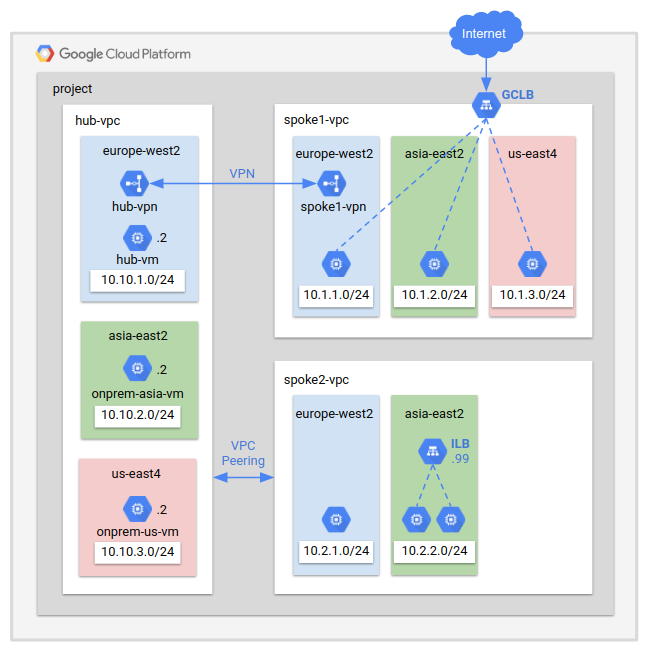 Internet
Google Cloud Platform
project
GCLB
hub-vpc
europe-west2
hub-vpn
.2
hub-vm
10.10.1.0/24
asia-east2
.2
onprem-asia-vm
10.10.2.0/24
us-east4
.2
onprem-us-vm
10.10.3.0/24
VPN
VPC
Peering
spoke1-vpc
europe-west2
spoke1-vpn
10.1.1.0/24
asia-east2
10.1.2.0/24
us-east4
10.1.3.0/24
spoke2-vpc
europe-west2
10.2.1.0/24
asia-east2
ILB
.99
10.2.2.0/24